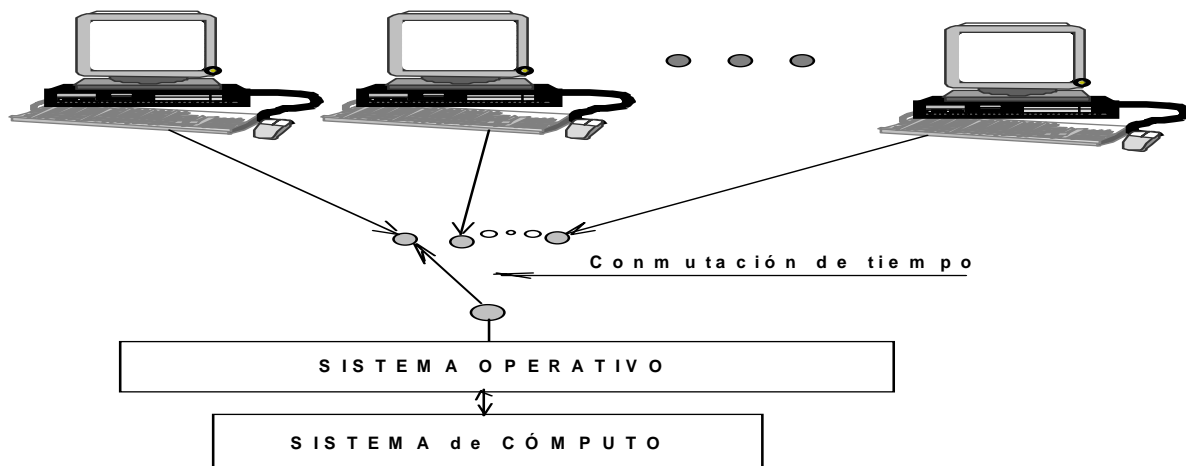 Conmutación de tiempo
SISTEMA OPERATIVO
SISTEMA de CÓMPUTO